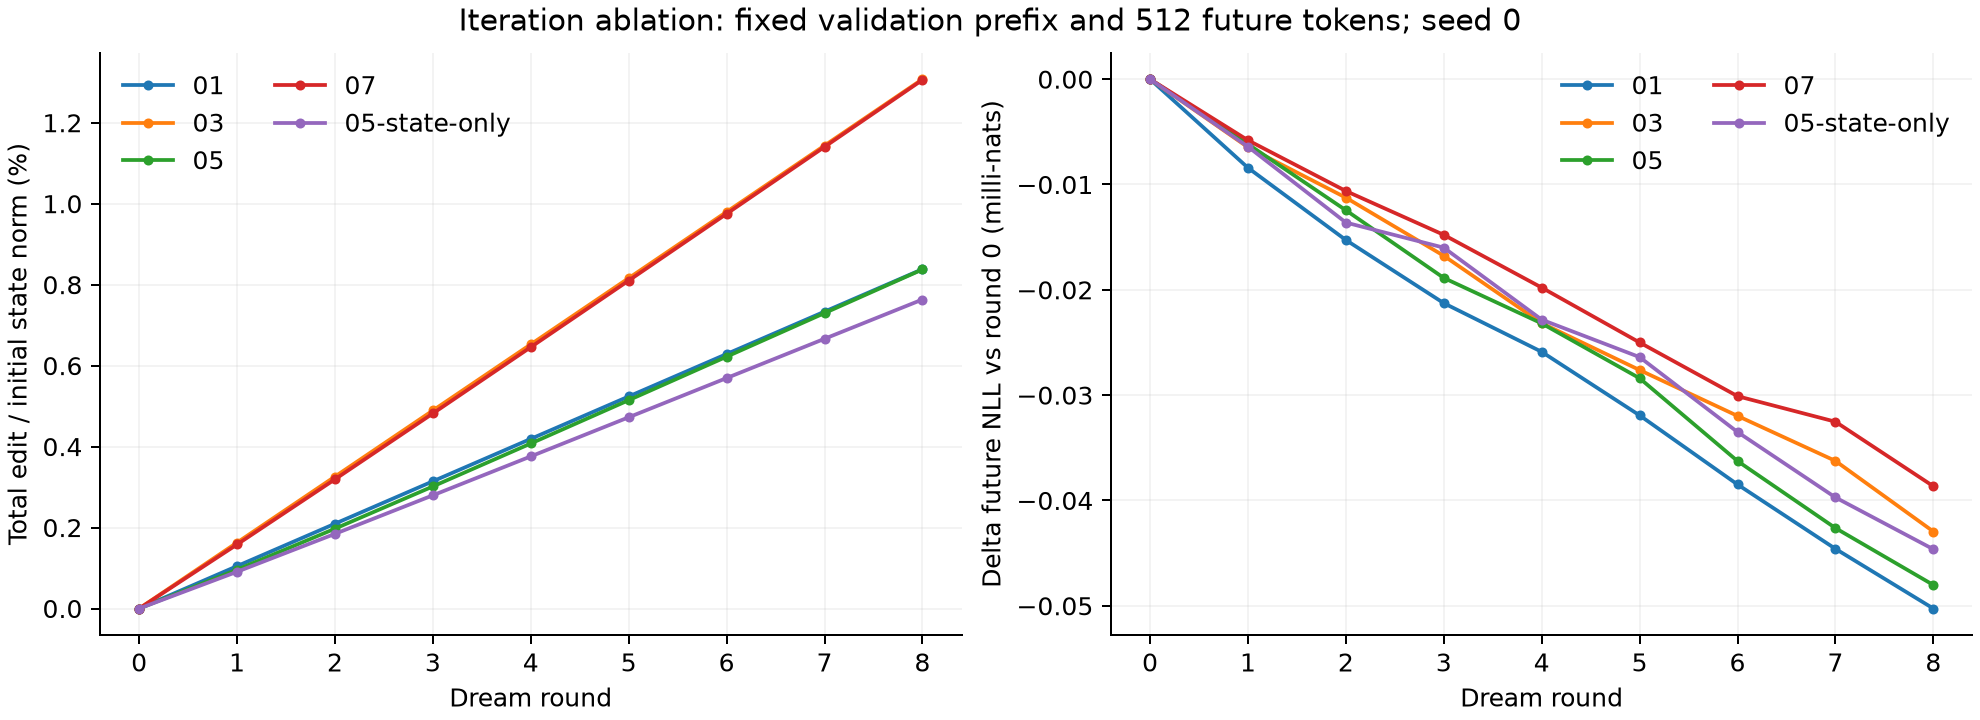 Iteration ablation: fixed validation prefix and 512 future tokens; seed 0
Total edit / initial state norm (%)
1.2
1.0
0.8
0.6
0.4
0.2
0.0
01
03
05
07
05-state-only
0 1 2 3 4 5 6 7 8
Dream round
Delta future NLL vs round 0 (milli-nats)
0.00
−0.01
−0.02
−0.03
−0.04
−0.05
01
03
05
07
05-state-only
0 1 2 3 4 5 6 7 8
Dream round